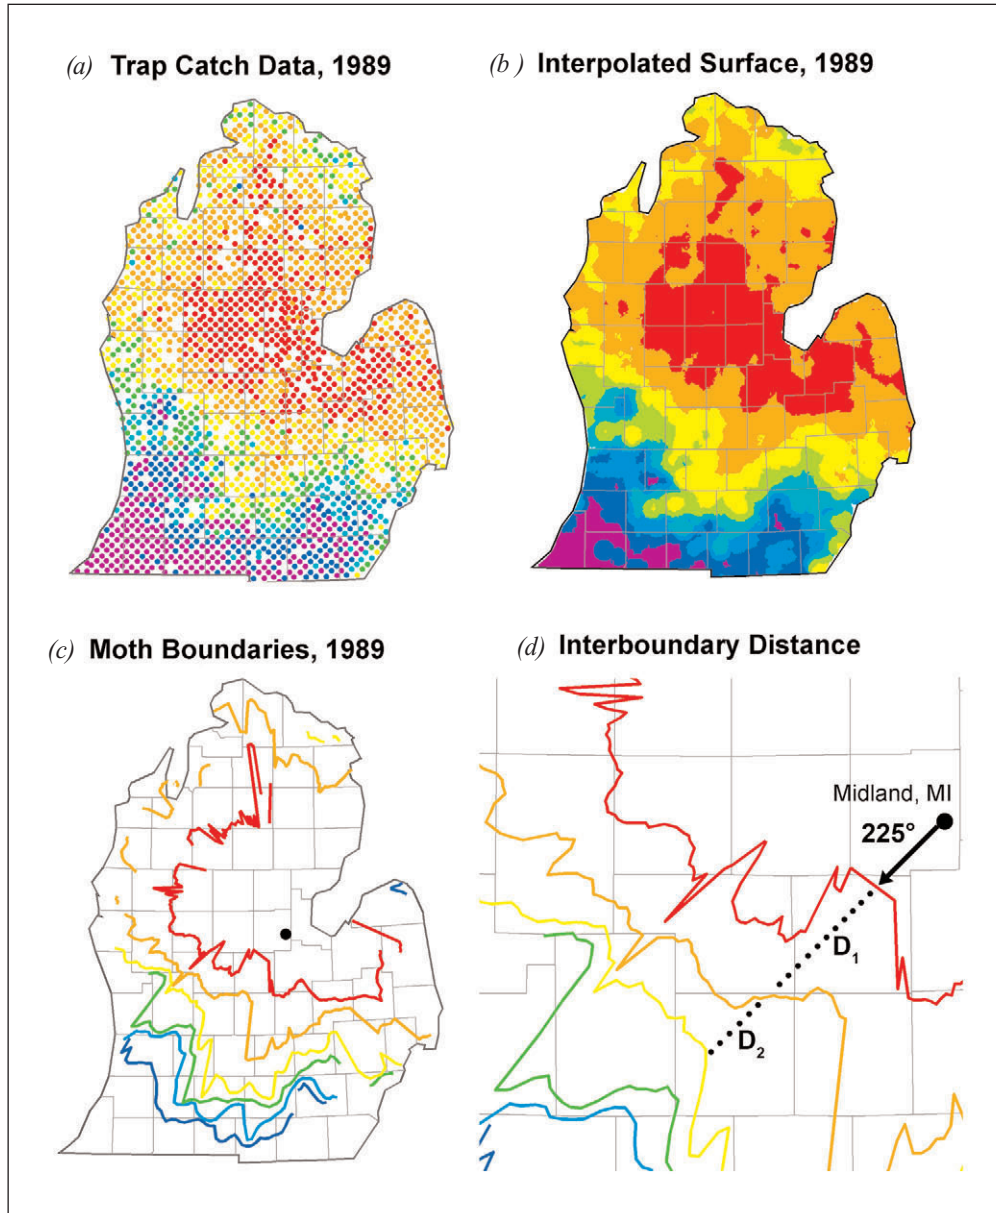 (a) Trap Catch Data, 1989
(b ) Interpolated Surface, 1989
(c) Moth Boundaries, 1989
(d) Interboundary Distance
Midland, MI
225°
D1
D2